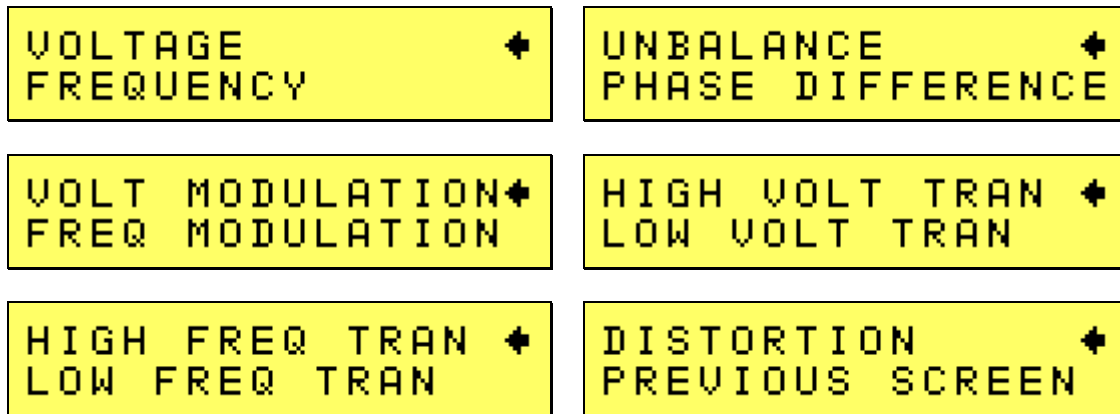 VOLTAGE
FREQUENCY
UNBALANCE
PHASE DIFFERENCE
VOLT MODULATION
FREQ MODULATION
HIGH VOLT TRAN
LOW VOLT TRAN
HIGH FREQ TRAN
LOW FREQ TRAN
DISTORTION
PREVIOUS SCREEN